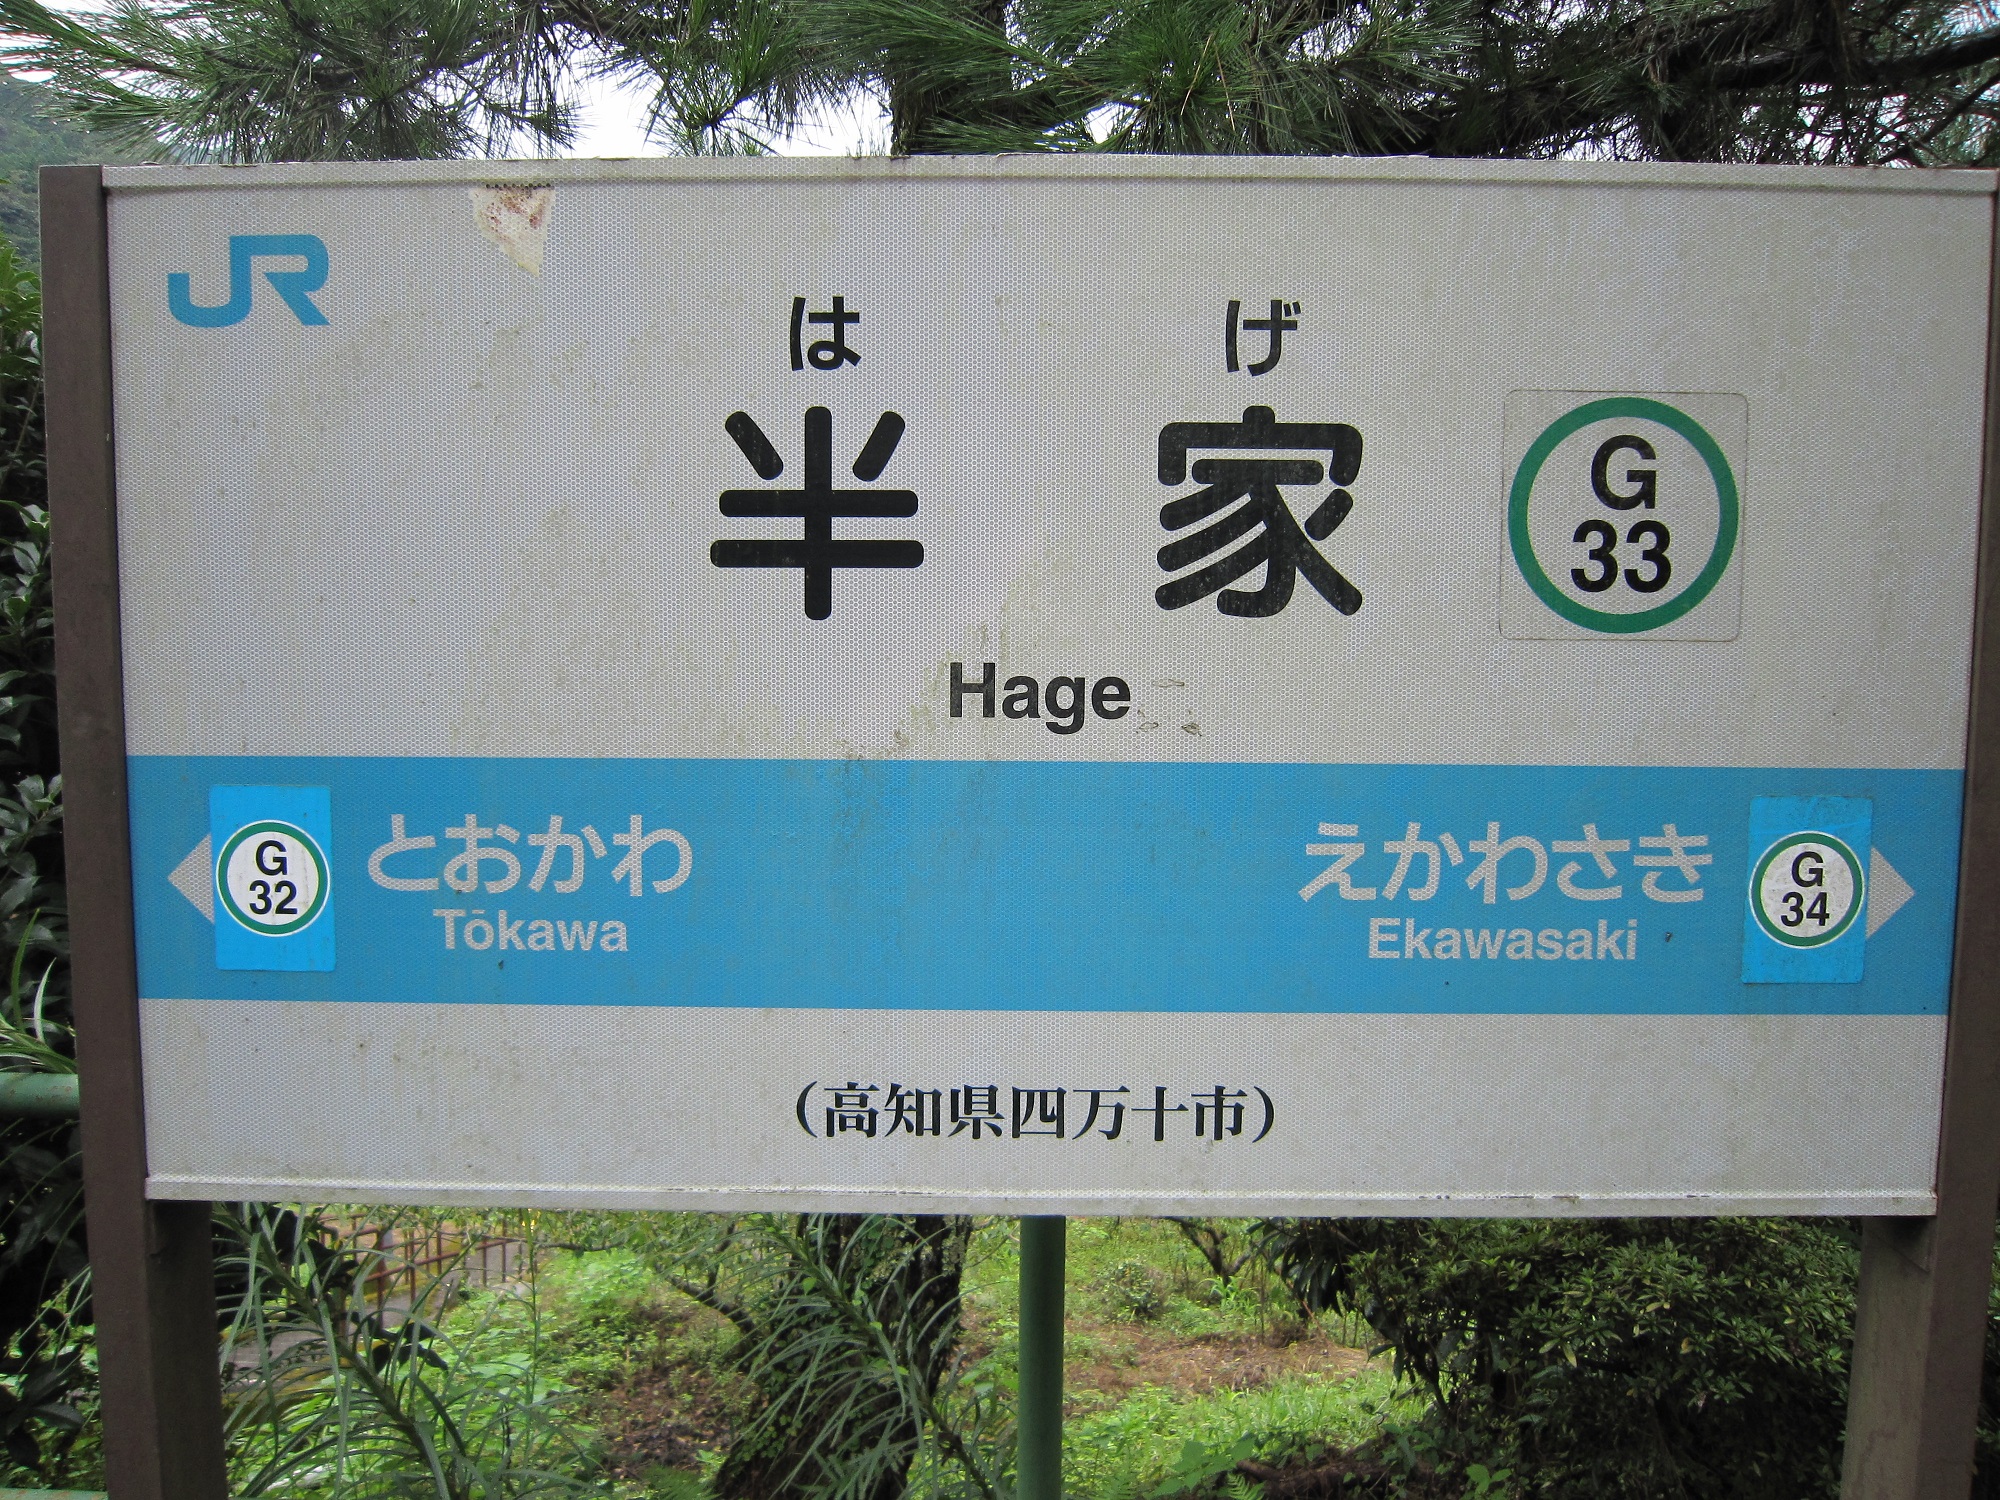 JR
は げ
半 家
G
33
Hage
G
32
とおかわ
Tōkawa
えかわさき
Ekawasaki
G
34
(高知県四万十市)